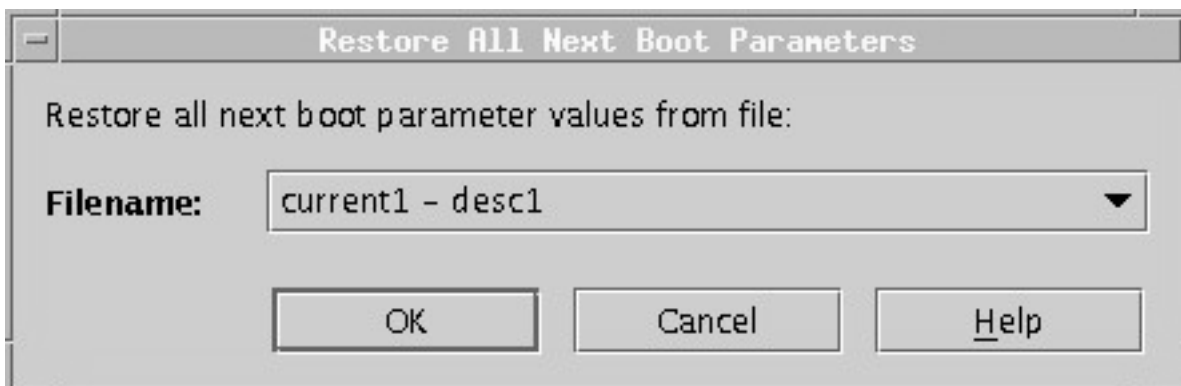 Restore All Next Boot Parameters
Restore all next boot parameter values from file:
Filename: current1 – desc1
OK Cancel Help